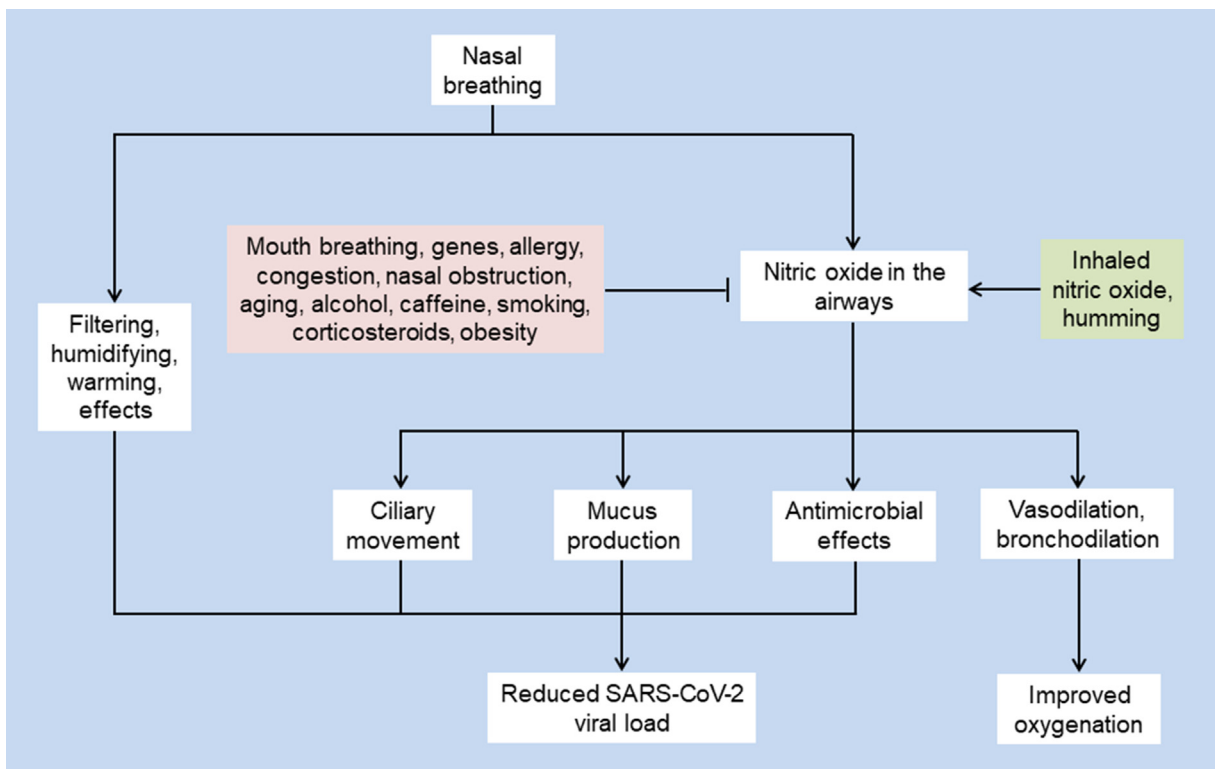 Nasal
breathing
Mouth breathing, genes, allergy,
congestion, nasal obstruction,
aging, alcohol, caffeine, smoking,
corticosteroids, obesity
Nitric oxide in the
airways
Inhaled
nitric oxide,
humming
Filtering,
humidifying,
warming,
effects
Ciliary
movement
Mucus
production
Antimicrobial
effects
Vasodilation,
bronchodilation
Reduced SARS-CoV-2
viral load
Improved
oxygenation